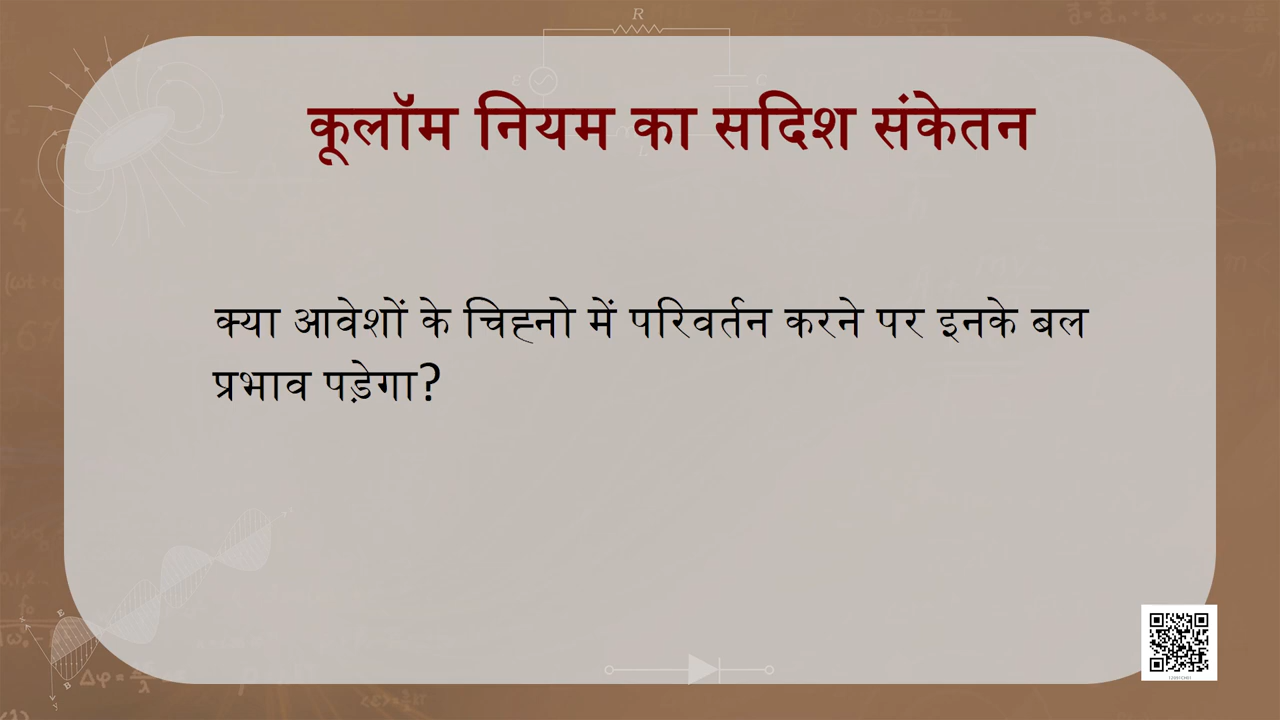 R
ε
C
कूलॉम नियम का सदिश संकेतन
क्या आवेशों के चिह्नो में परिवर्तन करने पर इनके बल
प्रभाव पड़ेगा?
E
B